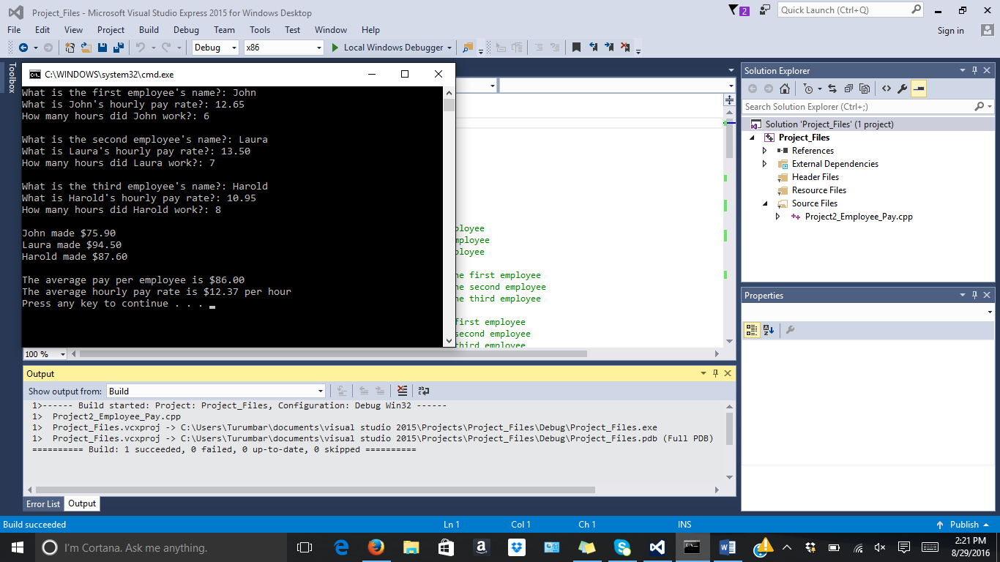 Project_Files - Microsoft Visual Studio Express 2015 for Windows Desktop
2
Quick Launch (Ctrl+Q)
File Edit View Project Build Debug Team Tools Test Window Help
Sign in
Debug x86 Local Windows Debugger
Toolbox
C:\WINDOWS\system32\cmd.exe
What is the first employee's name?: John
What is John's hourly pay rate?: 12.65
How many hours did John work?: 6
What is the second employee's name?: Laura
What is Laura's hourly pay rate?: 13.50
How many hours did Laura work?: 7
What is the third employee's name?: Harold
What is Harold's hourly pay rate?: 10.95
How many hours did Harold work?: 8
John made $75.90
Laura made $94.50
Harold made $87.60
The average pay per employee is $86.00
The average hourly pay rate is $12.37 per hour
Press any key to continue . . .
ployee
mployee
ployee
he first employee
he second employee
he third employee
first employee
second employee
third employee
100 %
Solution Explorer
Search Solution Explorer (Ctrl+;)
Solution 'Project_Files' (1 project)
Project_Files
References
External Dependencies
Header Files
Resource Files
Source Files
Project2_Employee_Pay.cpp
Properties
Output
Show output from: Build
1>------ Build started: Project: Project_Files, Configuration: Debug Win32 ------
1>  Project2_Employee_Pay.cpp
1>  Project_Files.vcxproj -> C:\Users\Turumbar\documents\visual studio 2015\Projects\Project_Files\Debug\Project_Files.exe
1>  Project_Files.vcxproj -> C:\Users\Turumbar\documents\visual studio 2015\Projects\Project_Files\Debug\Project_Files.pdb (Full PDB)
========== Build: 1 succeeded, 0 failed, 0 up-to-date, 0 skipped ==========
Error List Output
Build succeeded Ln 1 Col 1 Ch 1 INS Publish
I'm Cortana. Ask me anything.
2:21 PM
8/29/2016